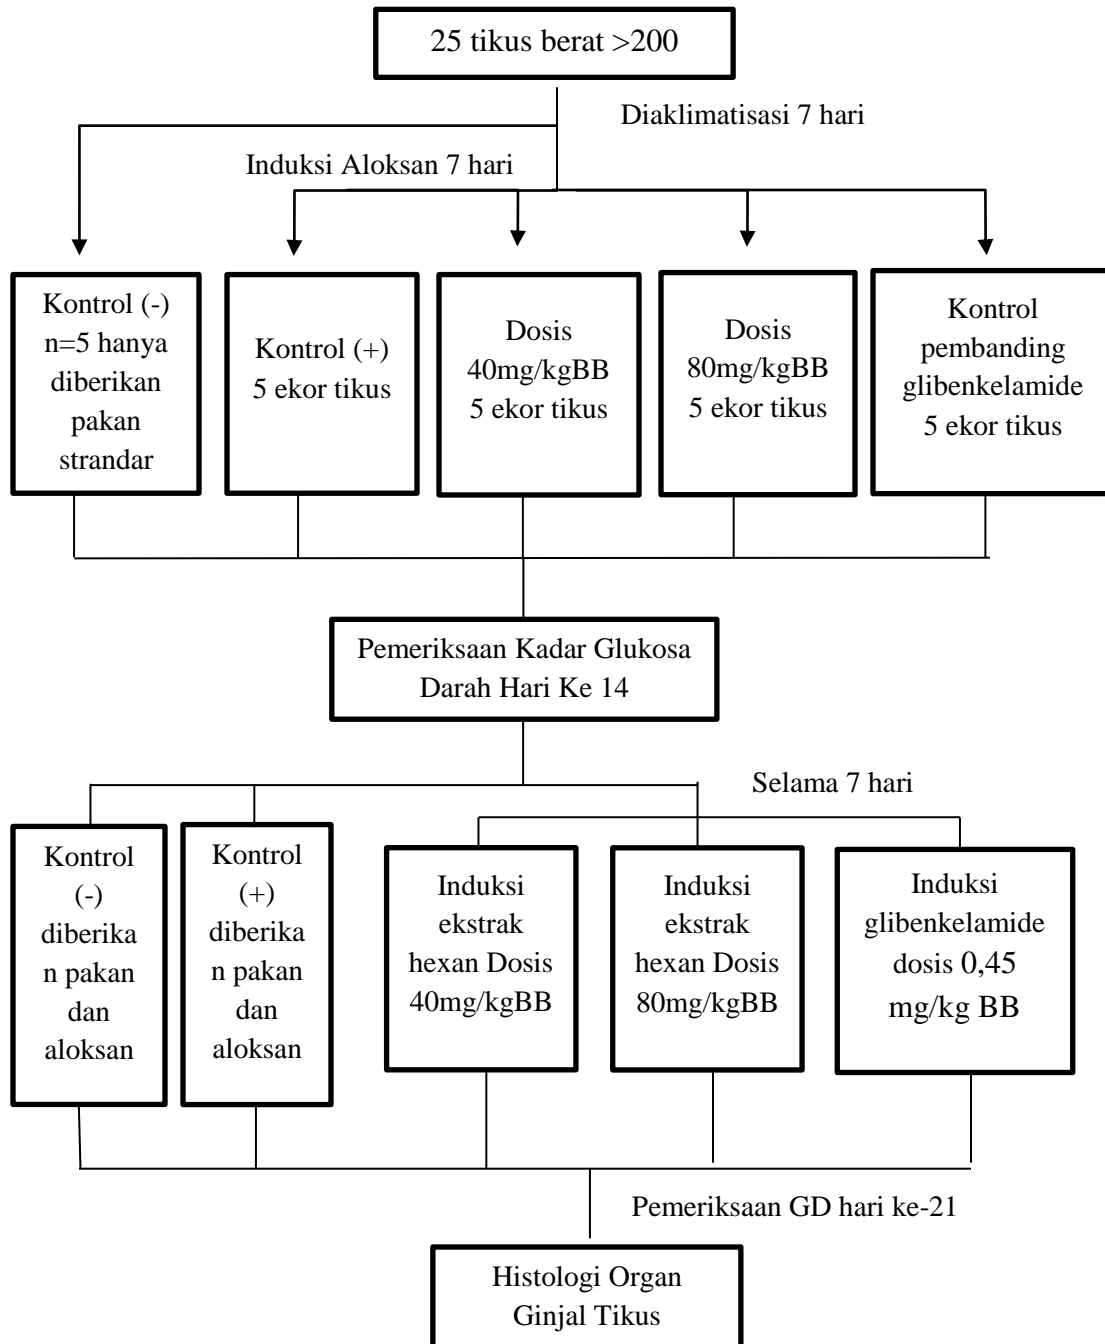 25 tikus berat >200
Diaklimatisasi 7 hari
Induksi Aloksan 7 hari
Kontrol (-)
n=5 hanya
diberikan
pakan
strandar
Kontrol (+)
5 ekor tikus
Dosis
40mg/kgBB
5 ekor tikus
Dosis
80mg/kgBB
5 ekor tikus
Kontrol
pembanding
glibenkelamide
5 ekor tikus
Pemeriksaan Kadar Glukosa
Darah Hari Ke 14
Selama 7 hari
Kontrol
(-)
diberika
n pakan
dan
aloksan
Kontrol
(+)
diberika
n pakan
dan
aloksan
Induksi
ekstrak
hexan Dosis
40mg/kgBB
Induksi
ekstrak
hexan Dosis
80mg/kgBB
Induksi
glibenkelamide
dosis 0,45
mg/kg BB
Pemeriksaan GD hari ke-21
Histologi Organ
Ginjal Tikus